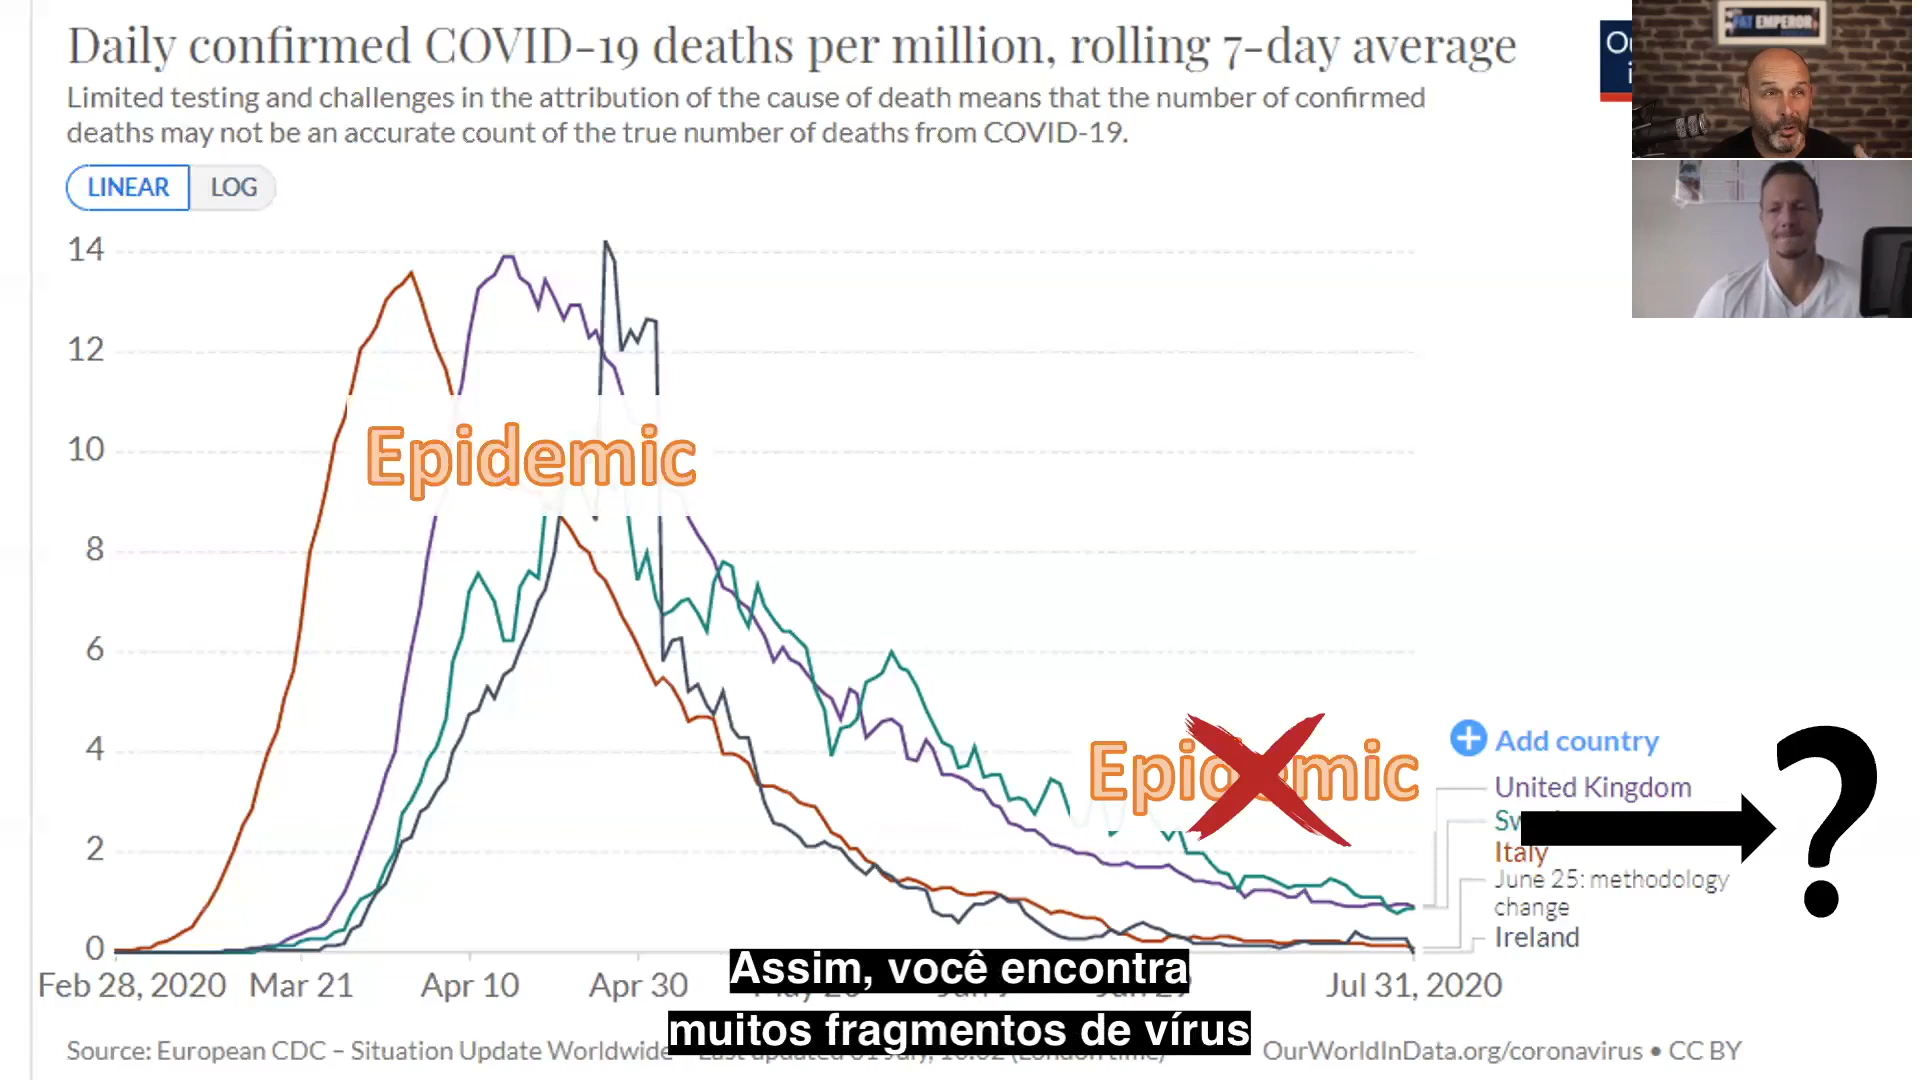 Daily confirmed COVID-19 deaths per million, rolling 7-day average
Limited testing and challenges in the attribution of the cause of death means that the number of confirmed
deaths may not be an accurate count of the true number of deaths from COVID-19.
LINEAR LOG
FAT EMPEROR
14
12
10
8
6
4
2
0
Epidemic
Epidemic
Add country
United Kingdom
Italy
June 25: methodology
change
Ireland
?
Feb 28, 2020 Mar 21 Apr 10 Apr 30 Jul 31, 2020
Assim, você encontra
muitos fragmentos de vírus
Source: European CDC – Situation Update Worldwide
OurWorldInData.org/coronavirus • CC BY